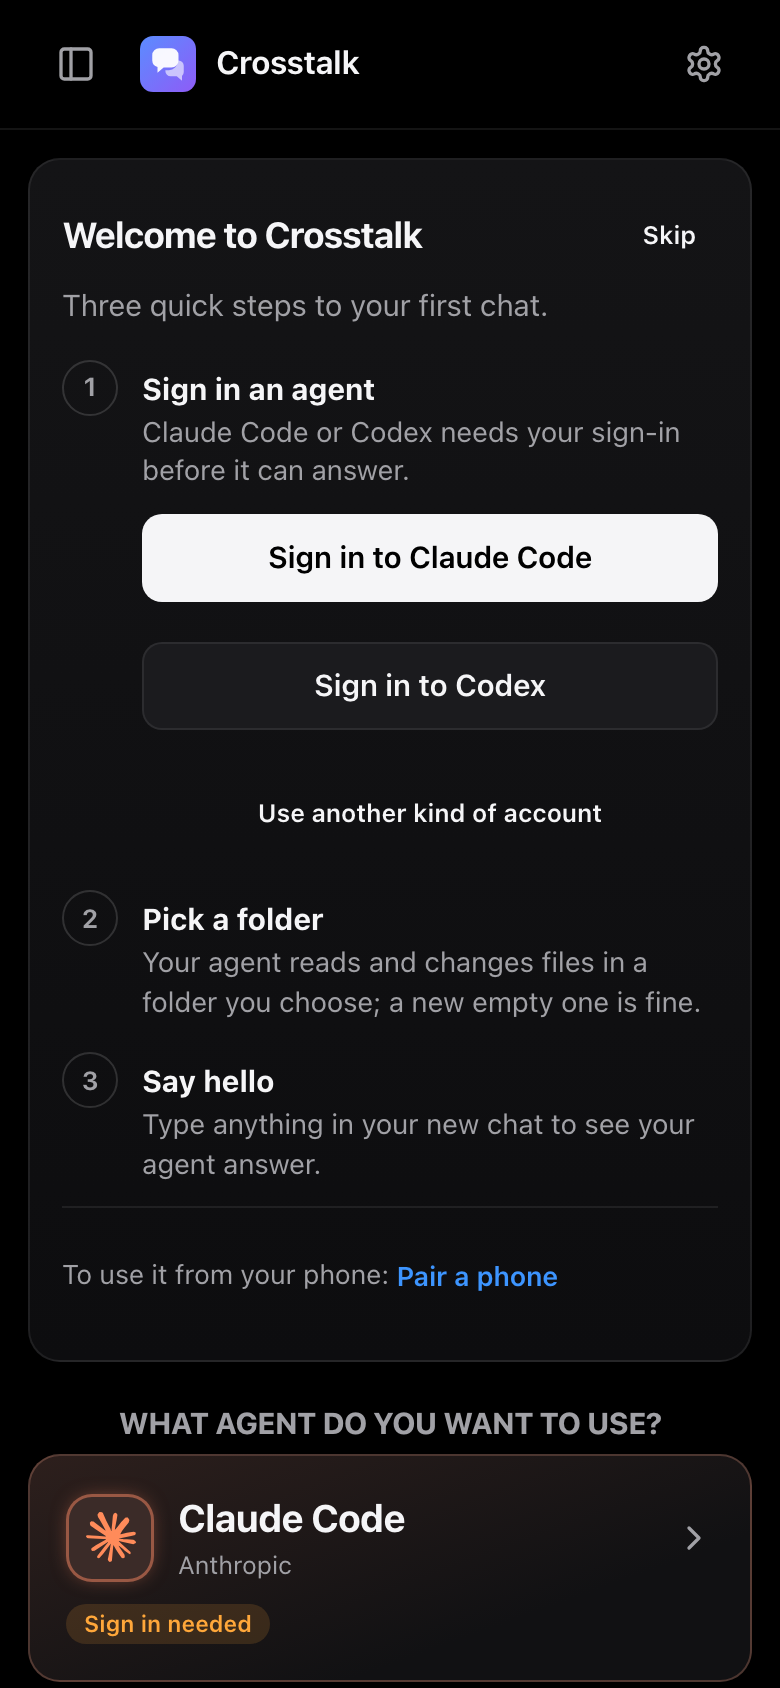 Crosstalk
Welcome to Crosstalk
Skip
Three quick steps to your first chat.
1
Sign in an agent
Claude Code or Codex needs your sign-in
before it can answer.
Sign in to Claude Code
Sign in to Codex
Use another kind of account
2
Pick a folder
Your agent reads and changes files in a
folder you choose; a new empty one is fine.
3
Say hello
Type anything in your new chat to see your
agent answer.
To use it from your phone: Pair a phone
WHAT AGENT DO YOU WANT TO USE?
Claude Code
Anthropic
Sign in needed